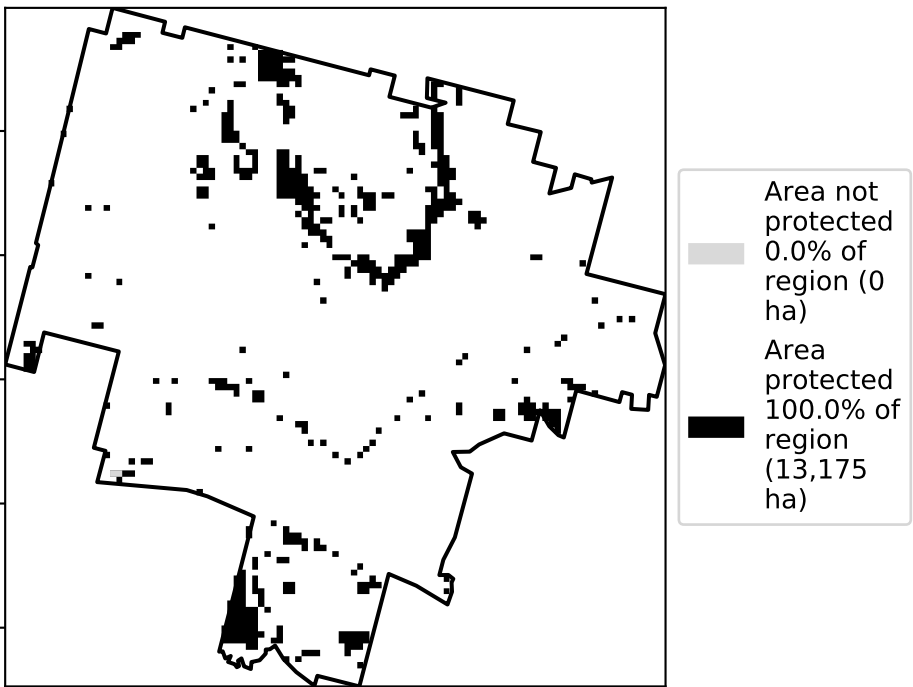 Area not
protected
0.0% of
region (0
ha)
Area
protected
100.0% of
region
(13,175
ha)